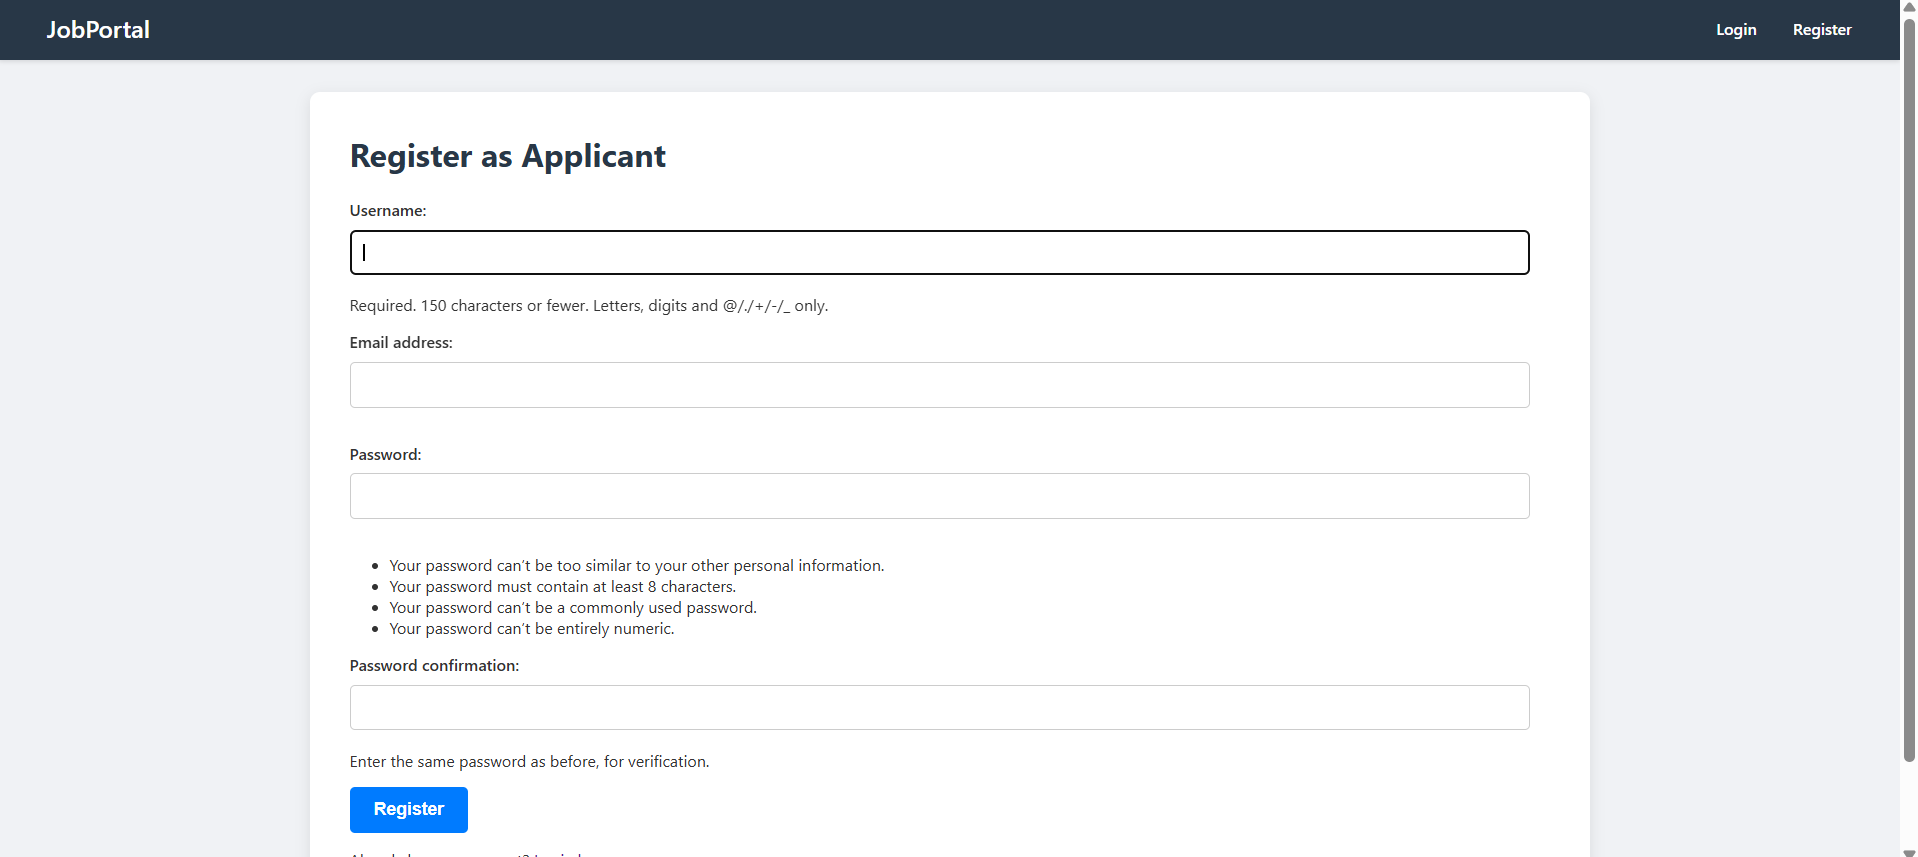 JobPortal
Login
Register
Register as Applicant
Username:
Required. 150 characters or fewer. Letters, digits and @/./+/-/_ only.
Email address:
Password:
Your password can’t be too similar to your other personal information.
Your password must contain at least 8 characters.
Your password can’t be a commonly used password.
Your password can’t be entirely numeric.
Password confirmation:
Enter the same password as before, for verification.
Register